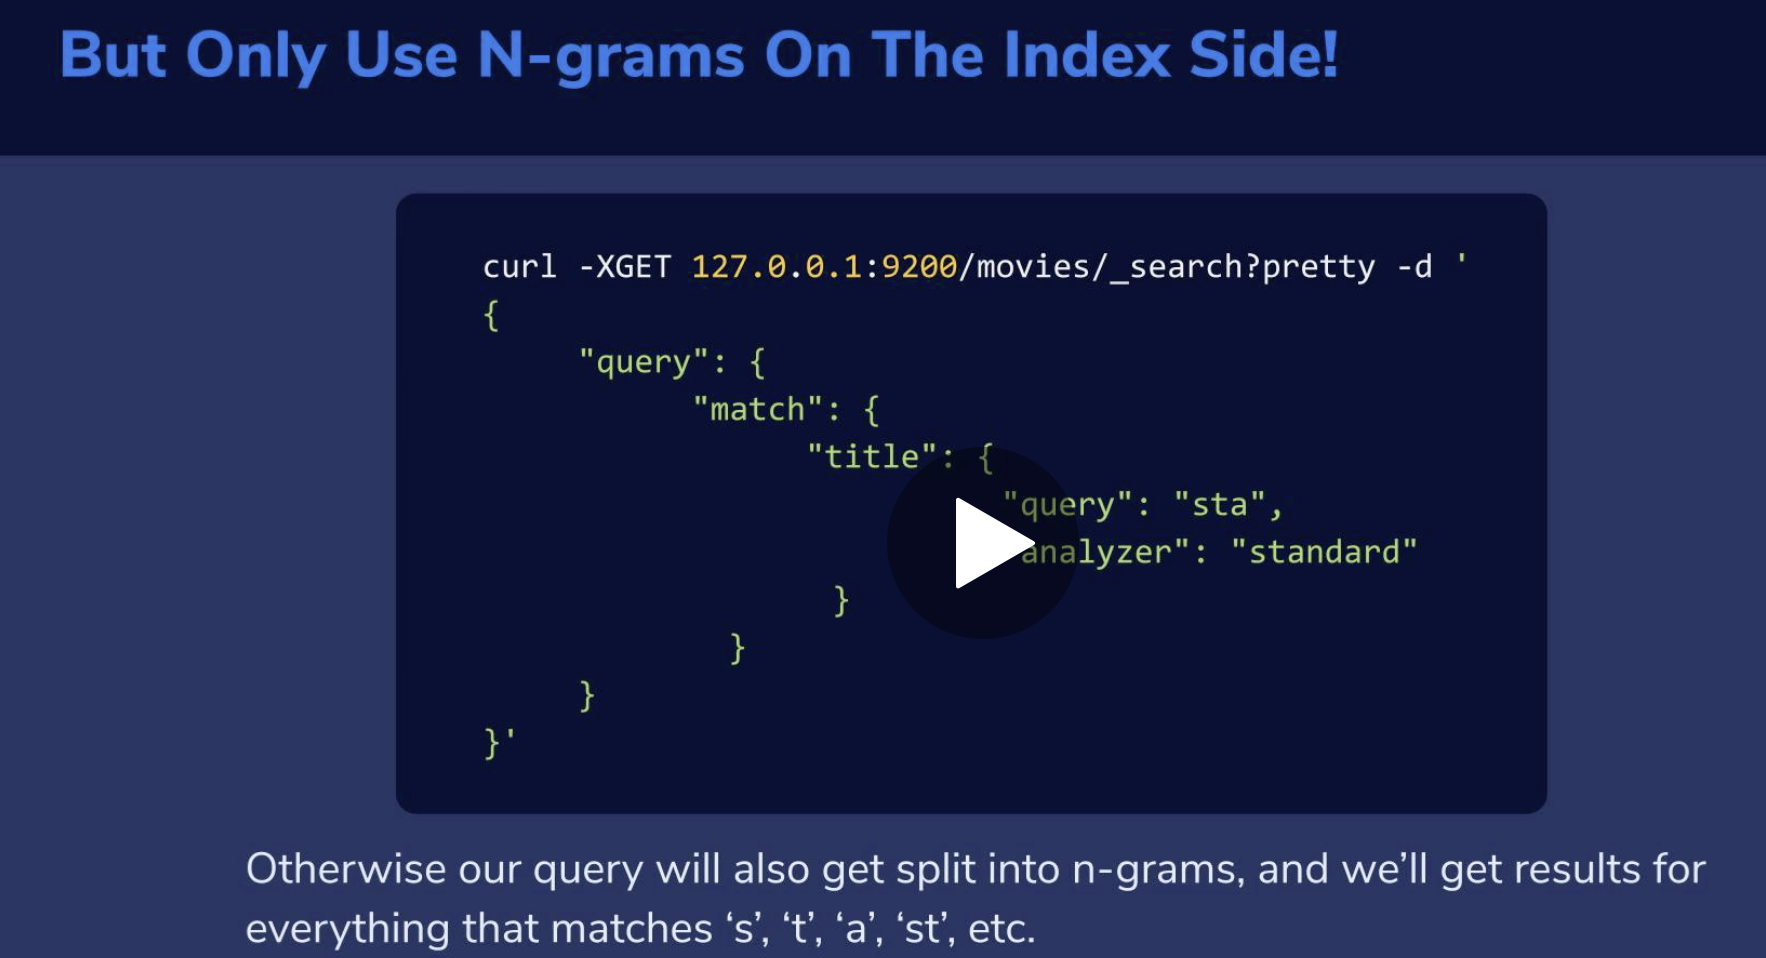 But Only Use N-grams On The Index Side!
curl -XGET 127.0.0.1:9200/movies/_search?pretty -d '
{
"query": {
"match": {
"title": {
"query": "sta",
analyzer": "standard"
}
}
}
}'
Otherwise our query will also get split into n-grams, and we’ll get results for
everything that matches ‘s’, ‘t’, ‘a’, ‘st’, etc.